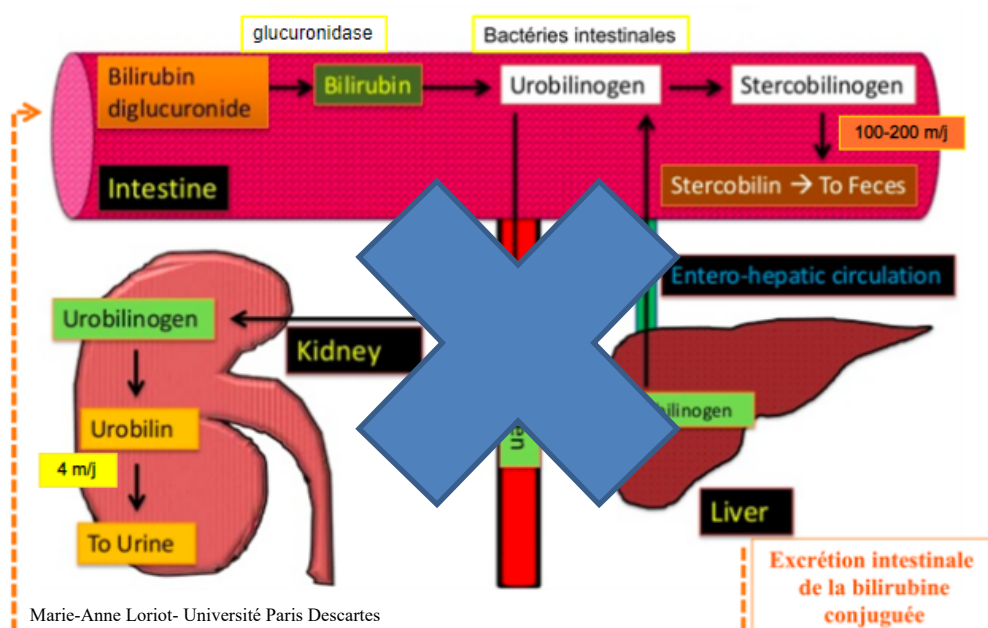 glucuronidase
Bactéries intestinales
Bilirubin
diglucuronide
Bilirubin
Urobilinogen
Stercobilinogen
100-200 m/j
Intestine
Stercobilin → To Feces
Entero-hepatic circulation
Urobilinogen
Kidney
Urobilin
4 m/j
To Urine
Liver
Excrétion intestinale
de la bilirubine
conjuguée
Marie-Anne Loriot- Université Paris Descartes